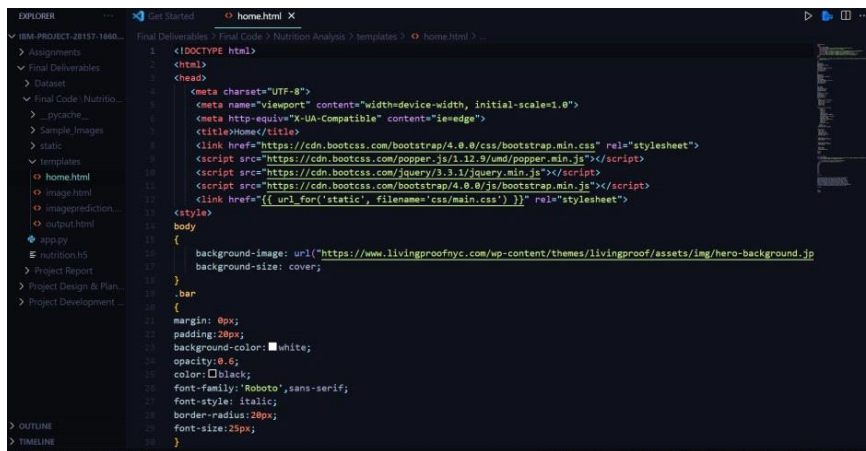 EXPLORER ...
Get Started
home.html
IBM-PROJECT-28157-1660...
Assignments
Final Deliverables
Dataset
Final Code \ Nutritio...
__pycache__
Sample_Images
static
templates
home.html
image.html
imageprediction....
output.html
app.py
nutrition.h5
Project Report
Project Design & Plan...
Project Development ...
OUTLINE
TIMELINE
Final Deliverables > Final Code > Nutrition Analysis > templates > home.html > ...
1 <!DOCTYPE html>
2 <html>
3 <head>
4 <meta charset="UTF-8">
5 <meta name="viewport" content="width=device-width, initial-scale=1.0">
6 <meta http-equiv="X-UA-Compatible" content="ie=edge">
7 <title>Home</title>
8 <link href="https://cdn.bootcss.com/bootstrap/4.0.0/css/bootstrap.min.css" rel="stylesheet">
9 <script src="https://cdn.bootcss.com/popper.js/1.12.9/umd/popper.min.js"></script>
10 <script src="https://cdn.bootcss.com/jquery/3.3.1/jquery.min.js"></script>
11 <script src="https://cdn.bootcss.com/bootstrap/4.0.0/js/bootstrap.min.js"></script>
12 <link href="{{ url_for('static', filename='css/main.css') }}" rel="stylesheet">
13 <style>
14 body
15 {
16 background-image: url("https://www.livingproofnyc.com/wp-content/themes/livingproof/assets/img/hero-background.jp
17 background-size: cover;
18 }
19 .bar
20 {
21 margin: 0px;
22 padding:20px;
23 background-color: white;
24 opacity:0.6;
25 color: black;
26 font-family:'Roboto',sans-serif;
27 font-style: italic;
28 border-radius:20px;
29 font-size:25px;
30 }